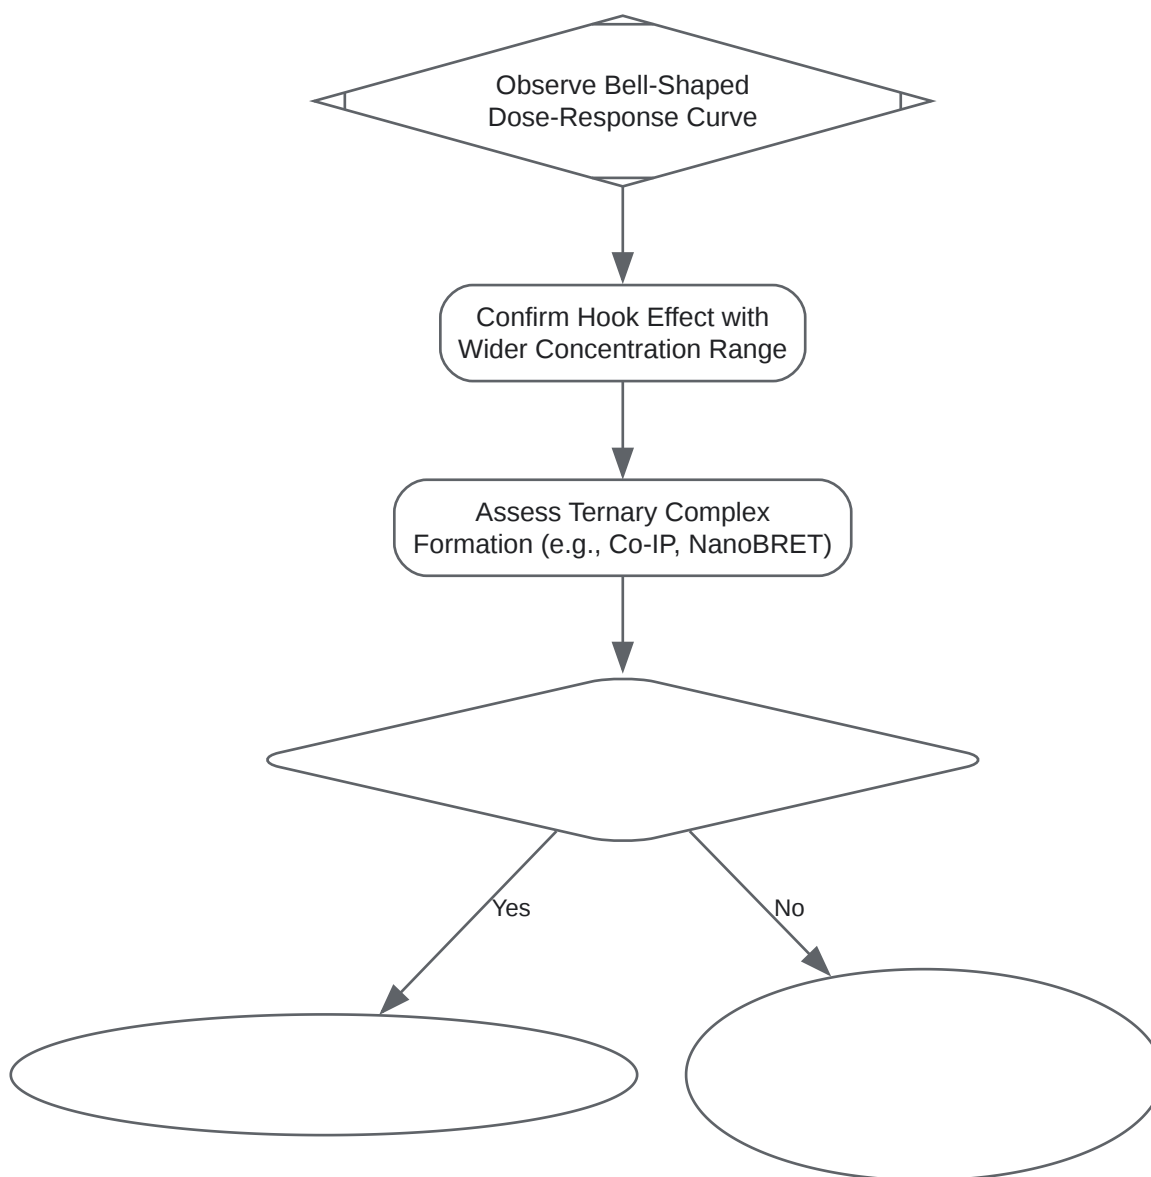 Observe Bell-Shaped
Dose-Response Curve
Confirm Hook Effect with
Wider Concentration Range
Assess Ternary Complex
Formation (e.g., Co-IP, NanoBRET)
Yes
No